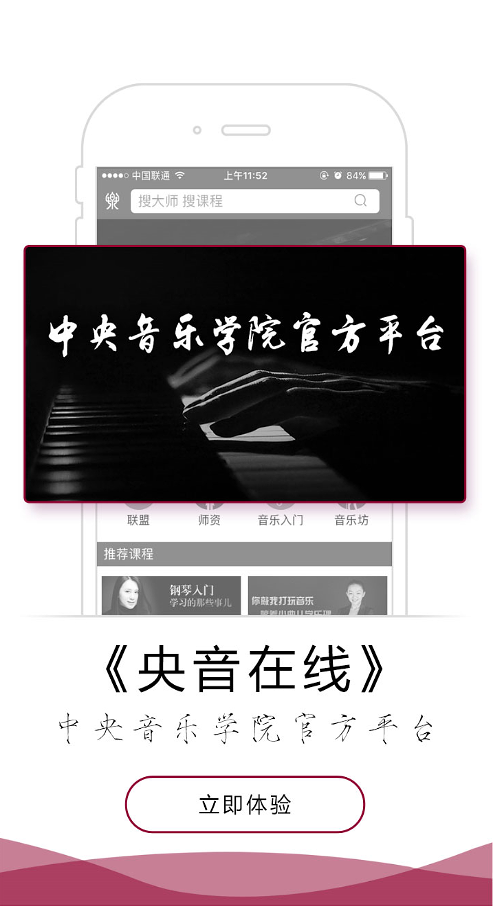 中国联通 上午11:52 84%
搜大师 搜课程
中央音乐学院官方平台
联盟 师资 音乐入门 音乐坊
推荐课程
钢琴入门
学习的那些事儿
你敲我打玩音乐
《央音在线》
中央音乐学院官方平台
立即体验